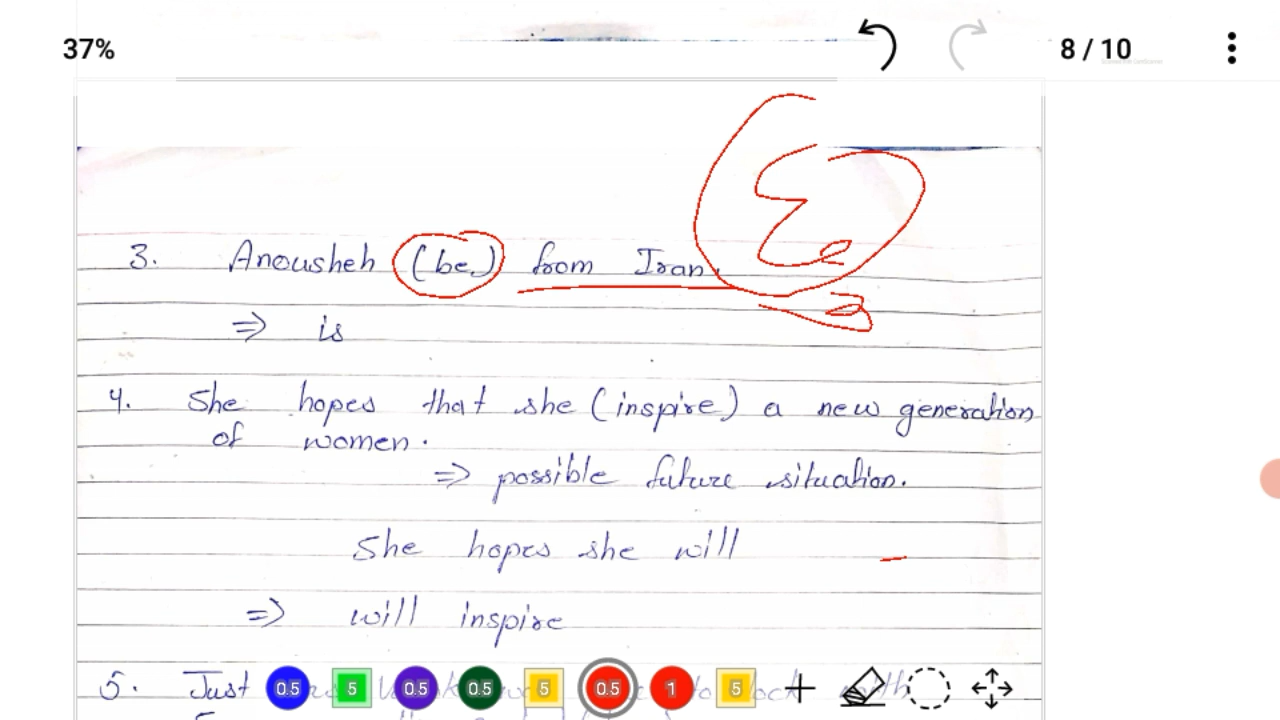 37%
8 / 10
3. Anousheh (be) from Iran.
⇒ is
4. She hopes that she (inspire) a new generation
of women.
⇒ possible future situation.
She hopes she will
⇒ will inspire
5. Just
0.5 5 0.5 0.5 5 0.5 1 5